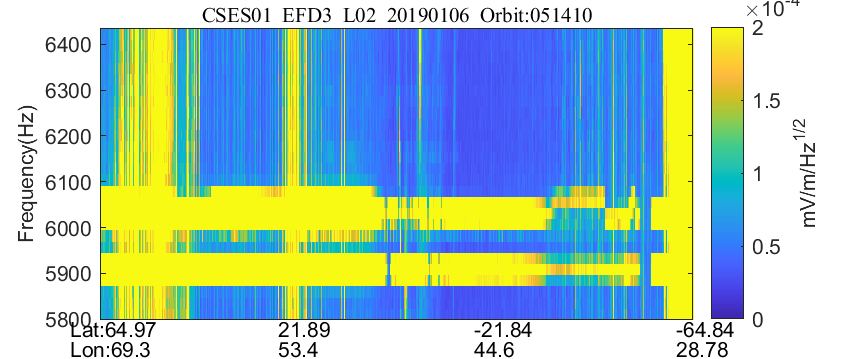 CSES01 EFD3 L02 20190106 Orbit:051410
×10⁻⁴
Frequency(Hz)
6400
6300
6200
6100
6000
5900
5800
2
1.5
1
0.5
0
mV/m/Hz^1/2
Lat:64.97 21.89 -21.84 -64.84
Lon:69.3 53.4 44.6 28.78